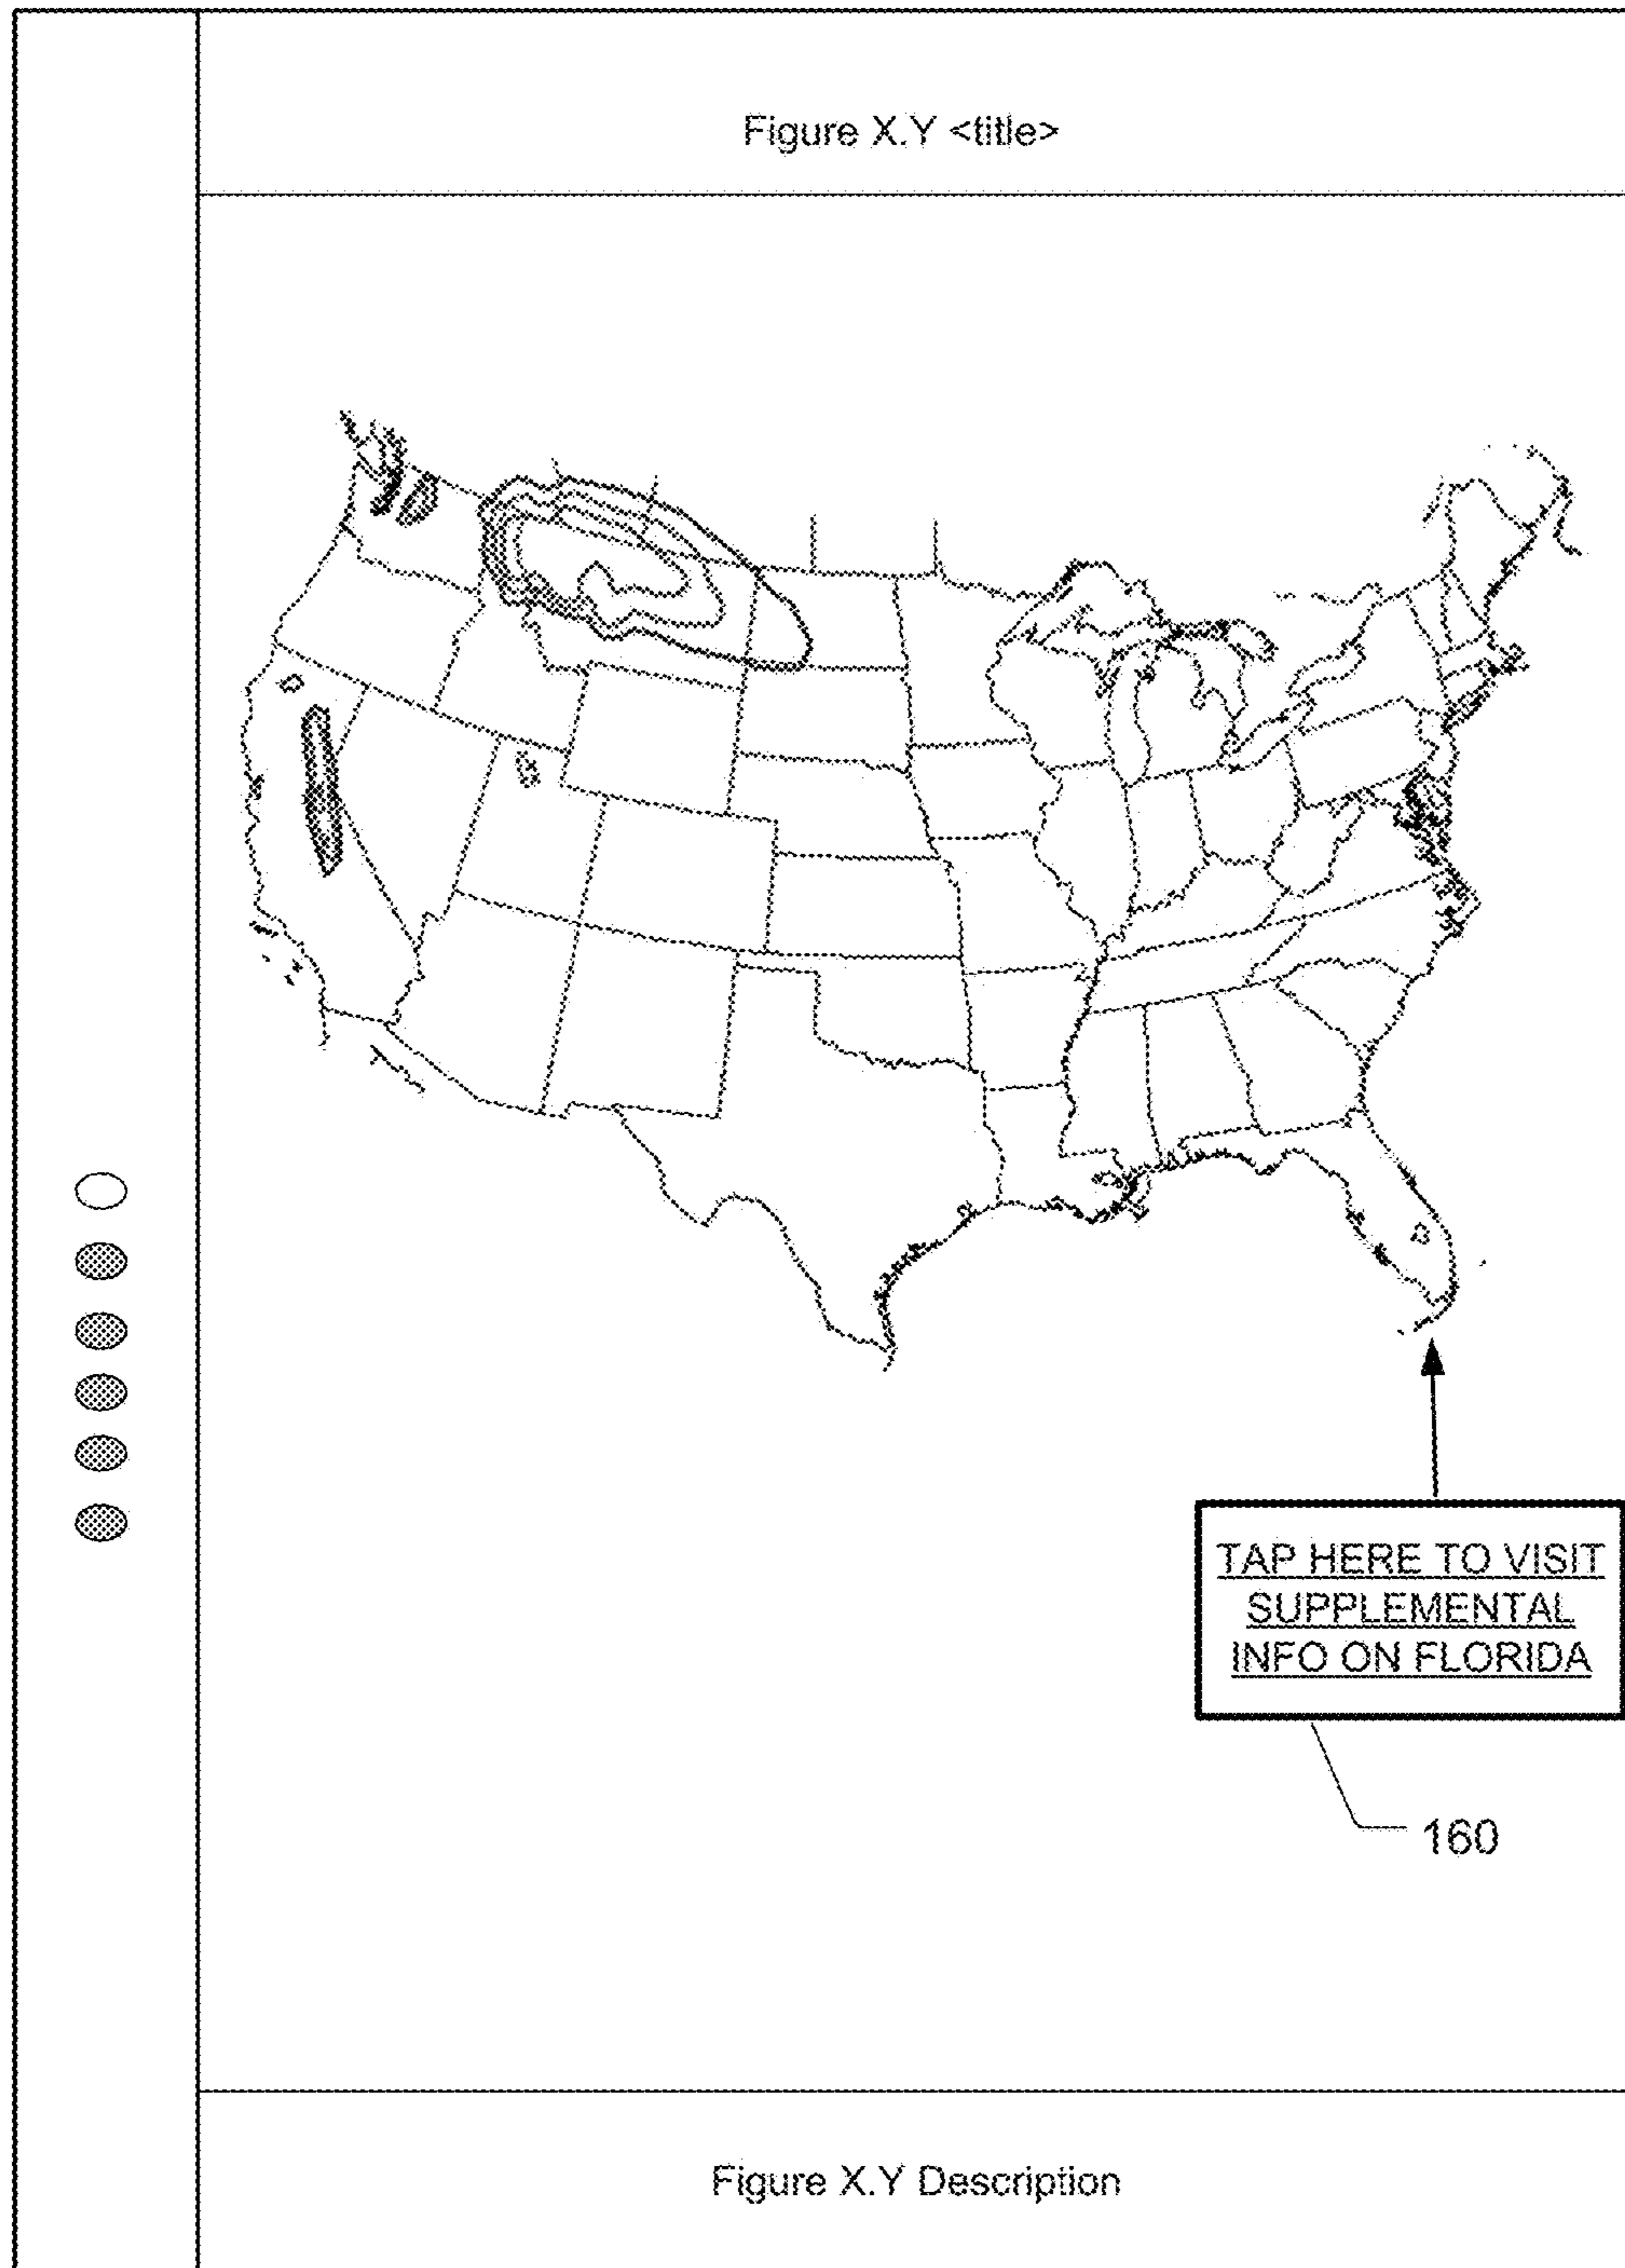 Figure X.Y <title>
TAP HERE TO VISIT
SUPPLEMENTAL
INFO ON FLORIDA
160
Figure X.Y Description